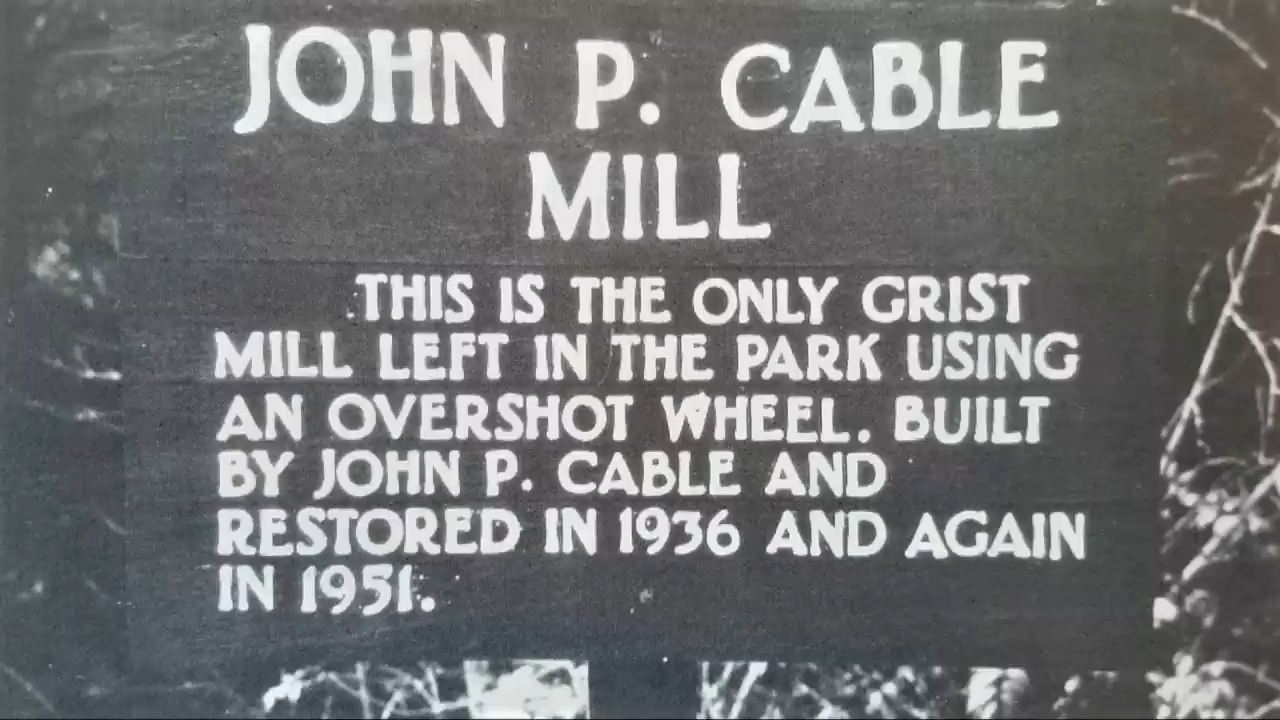 JOHN P. CABLE
MILL
THIS IS THE ONLY GRIST
MILL LEFT IN THE PARK USING
AN OVERSHOT WHEEL. BUILT
BY JOHN P. CABLE AND
RESTORED IN 1936 AND AGAIN
IN 1951.